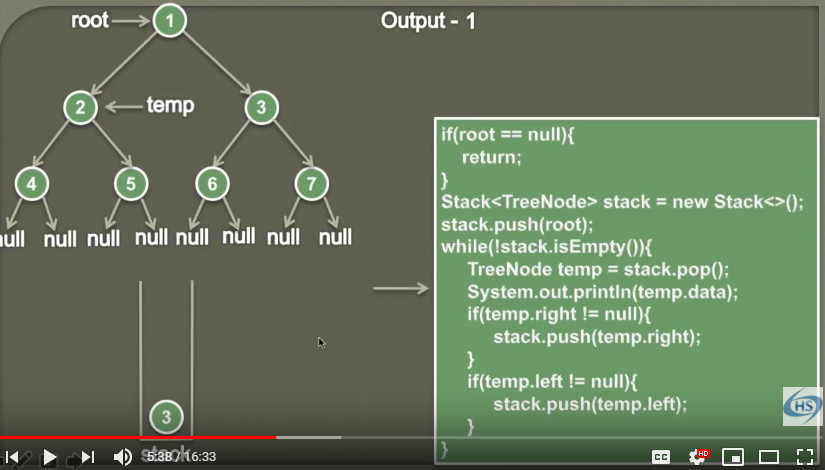 root
1
Output - 1
2
temp
3
4
5
6
7
null
null
null
null
null
null
null
null
if(root == null){
return;
}
Stack<TreeNode> stack = new Stack<>();
stack.push(root);
while(!stack.isEmpty()){
TreeNode temp = stack.pop();
System.out.println(temp.data);
if(temp.right != null){
stack.push(temp.right);
}
if(temp.left != null){
stack.push(temp.left);
}
}
3
stack
HS
5:38 / 16:33
CC
HD